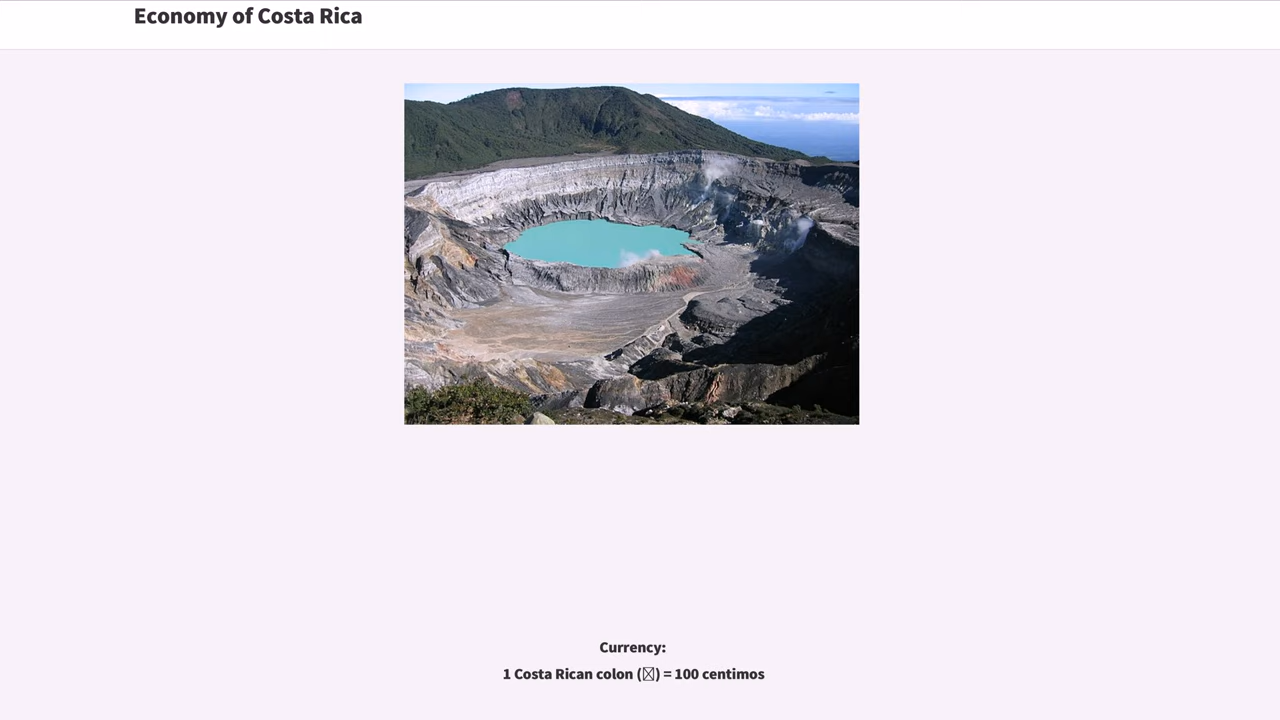 Economy of Costa Rica
Currency:
1 Costa Rican colon (☒) = 100 centimos